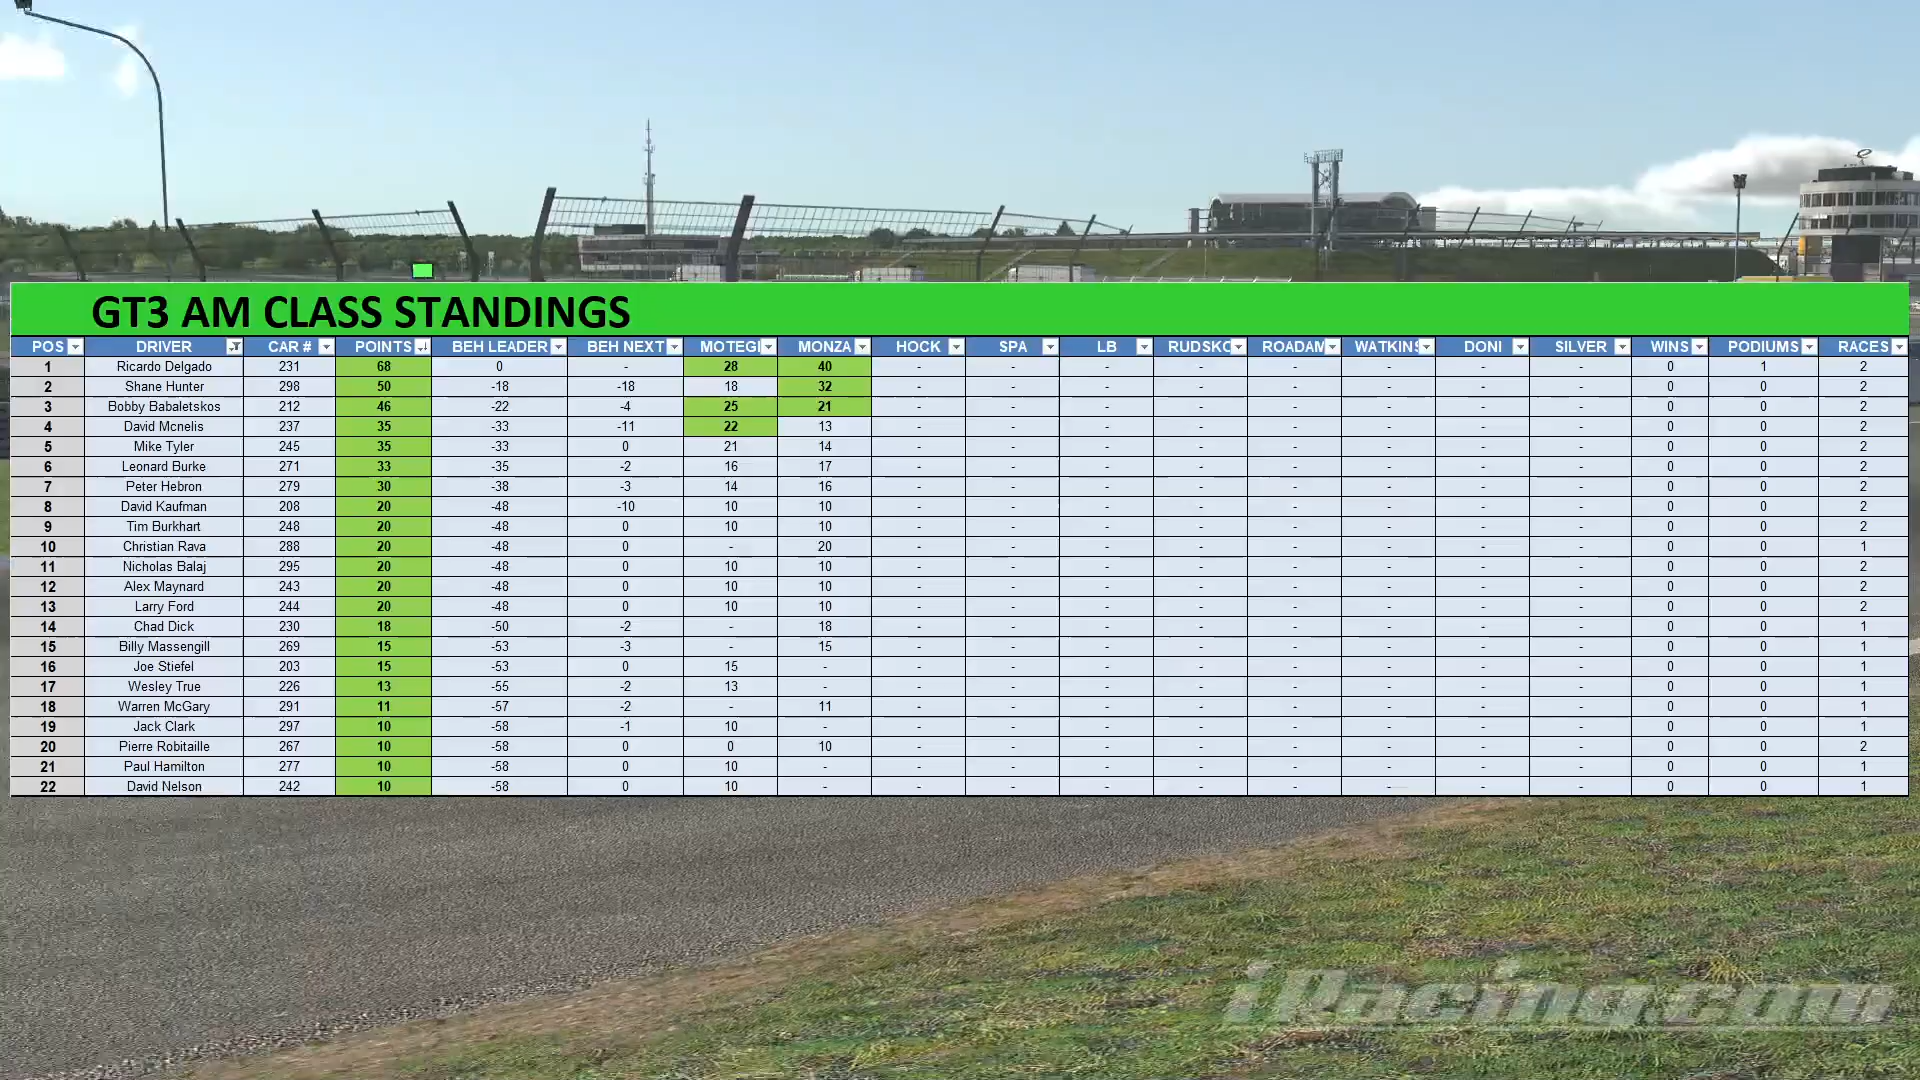 GT3 AM CLASS STANDINGS
POS DRIVER CAR # POINTS BEH LEADER BEH NEXT MOTEGI MONZA HOCK SPA LB RUDSKO ROADAM WATKINS DONI SILVER WINS PODIUMS RACES
1 Ricardo Delgado 231 68 0 - 28 40 - - - - - - - - 0 1 2
2 Shane Hunter 298 50 -18 -18 18 32 - - - - - - - - 0 0 2
3 Bobby Babaletskos 212 46 -22 -4 25 21 - - - - - - - - 0 0 2
4 David Mcnelis 237 35 -33 -11 22 13 - - - - - - - - 0 0 2
5 Mike Tyler 245 35 -33 0 21 14 - - - - - - - - 0 0 2
6 Leonard Burke 271 33 -35 -2 16 17 - - - - - - - - 0 0 2
7 Peter Hebron 279 30 -38 -3 14 16 - - - - - - - - 0 0 2
8 David Kaufman 208 20 -48 -10 10 10 - - - - - - - - 0 0 2
9 Tim Burkhart 248 20 -48 0 10 10 - - - - - - - - 0 0 2
10 Christian Rava 288 20 -48 0 - 20 - - - - - - - - 0 0 1
11 Nicholas Balaj 295 20 -48 0 10 10 - - - - - - - - 0 0 2
12 Alex Maynard 243 20 -48 0 10 10 - - - - - - - - 0 0 2
13 Larry Ford 244 20 -48 0 10 10 - - - - - - - - 0 0 2
14 Chad Dick 230 18 -50 -2 - 18 - - - - - - - - 0 0 1
15 Billy Massengill 269 15 -53 -3 - 15 - - - - - - - - 0 0 1
16 Joe Stiefel 203 15 -53 0 15 - - - - - - - - - 0 0 1
17 Wesley True 226 13 -55 -2 13 - - - - - - - - - 0 0 1
18 Warren McGary 291 11 -57 -2 - 11 - - - - - - - - 0 0 1
19 Jack Clark 297 10 -58 -1 10 - - - - - - - - - 0 0 1
20 Pierre Robitaille 267 10 -58 0 0 10 - - - - - - - - 0 0 2
21 Paul Hamilton 277 10 -58 0 10 - - - - - - - - - 0 0 1
22 David Nelson 242 10 -58 0 10 - - - - - - - - - 0 0 1
iRacing.com